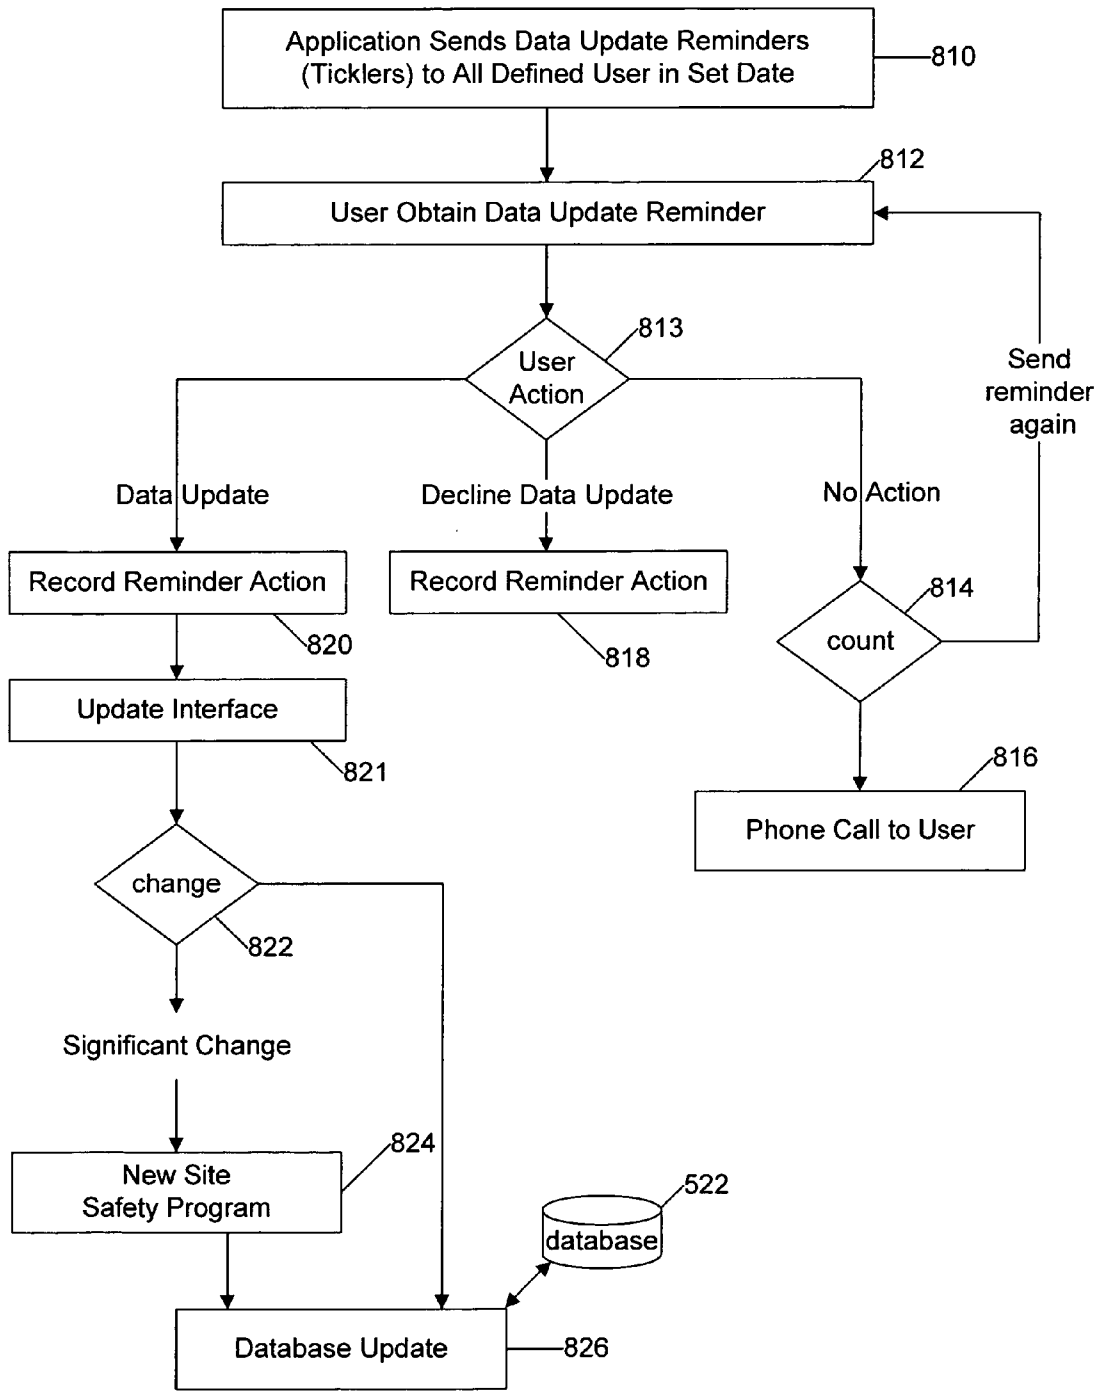 Application Sends Data Update Reminders
(Ticklers) to All Defined User in Set Date
810
812
User Obtain Data Update Reminder
813
User
Action
Send
reminder
again
Data Update
Decline Data Update
No Action
Record Reminder Action
Record Reminder Action
814
820
818
count
Update Interface
821
816
Phone Call to User
change
822
Significant Change
824
New Site
Safety Program
522
database
Database Update
826